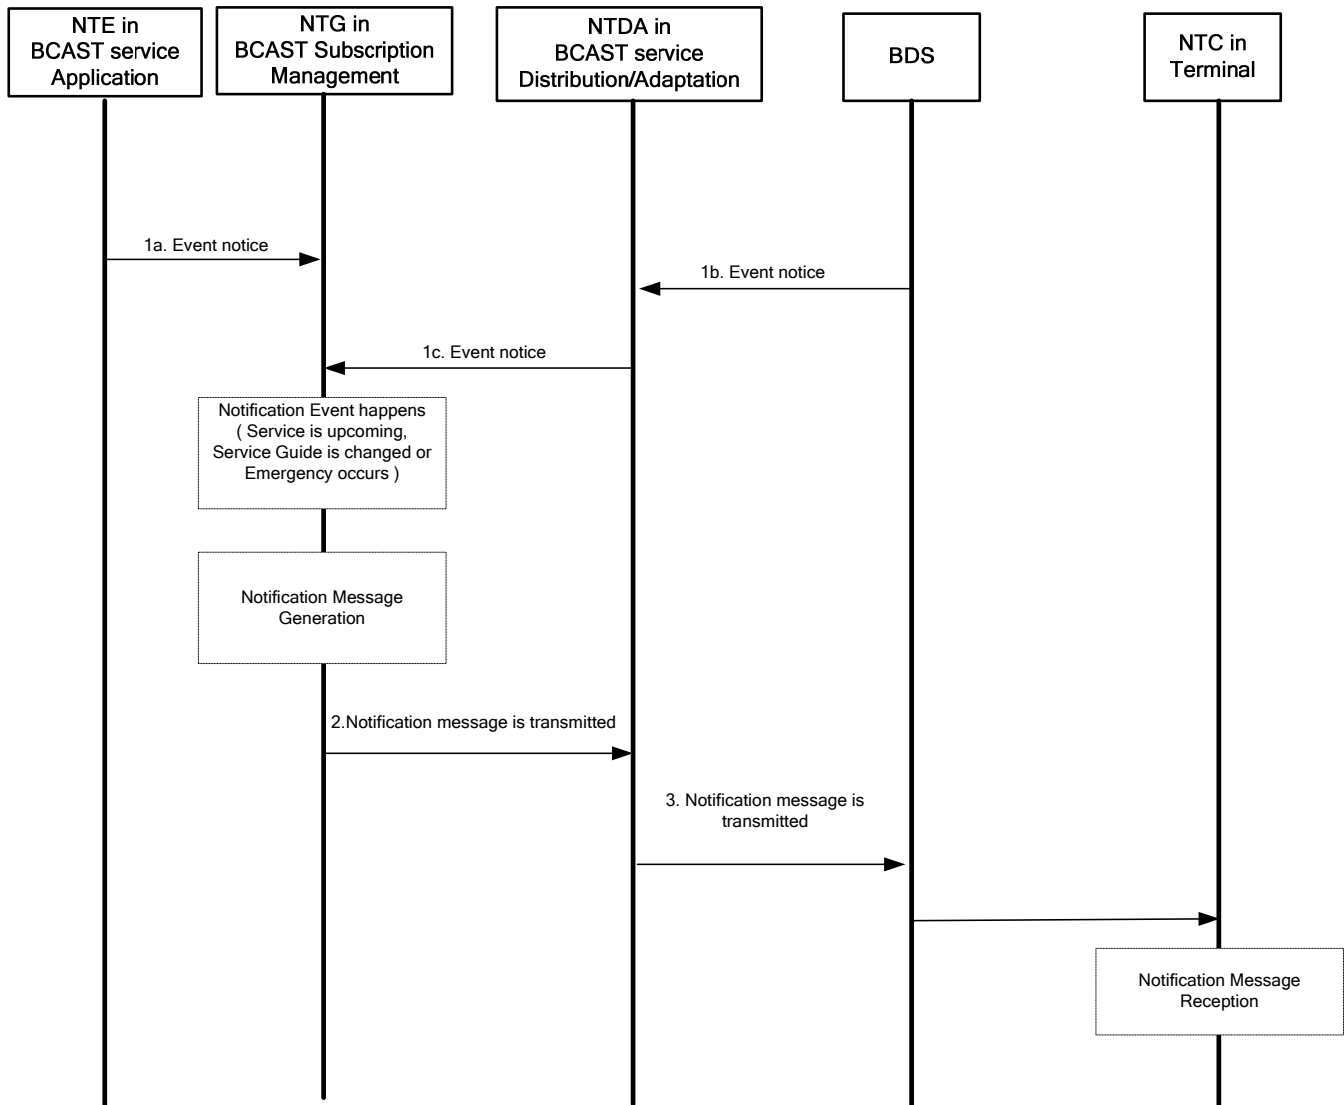 NTE in
BCAST service
Application
NTG in
BCAST Subscription
Management
NTDA in
BCAST service
Distribution/Adaptation
BDS
NTC in
Terminal
1a. Event notice
1b. Event notice
1c. Event notice
Notification Event happens
( Service is upcoming,
Service Guide is changed or
Emergency occurs )
Notification Message
Generation
2.Notification message is transmitted
3. Notification message is
transmitted
Notification Message
Reception